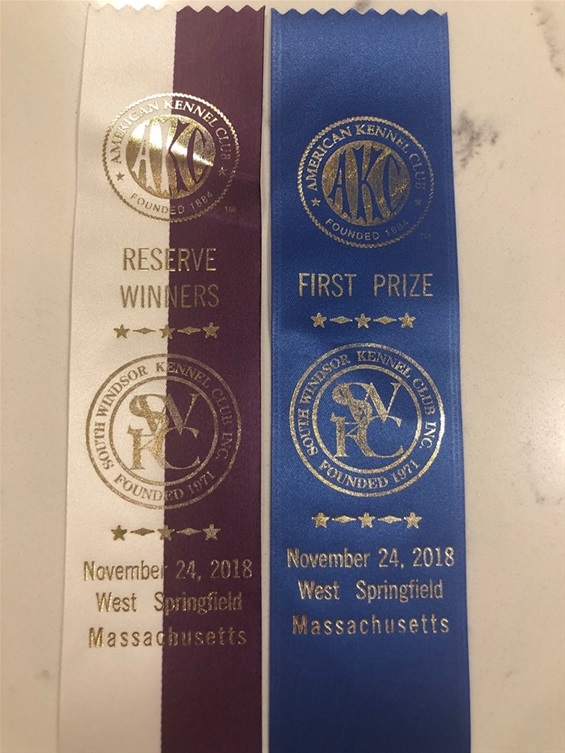 AMERICAN KENNEL CLUB
AKC
FOUNDED 1884
TM
RESERVE
WINNERS
SOUTH WINDSOR KENNEL CLUB INC.
SWKC
FOUNDED 1971
November 24, 2018
West Springfield
Massachusetts
AMERICAN KENNEL CLUB
AKC
FOUNDED 1884
TM
FIRST PRIZE
SOUTH WINDSOR KENNEL CLUB INC.
SWKC
FOUNDED 1971
November 24, 2018
West Springfield
Massachusetts